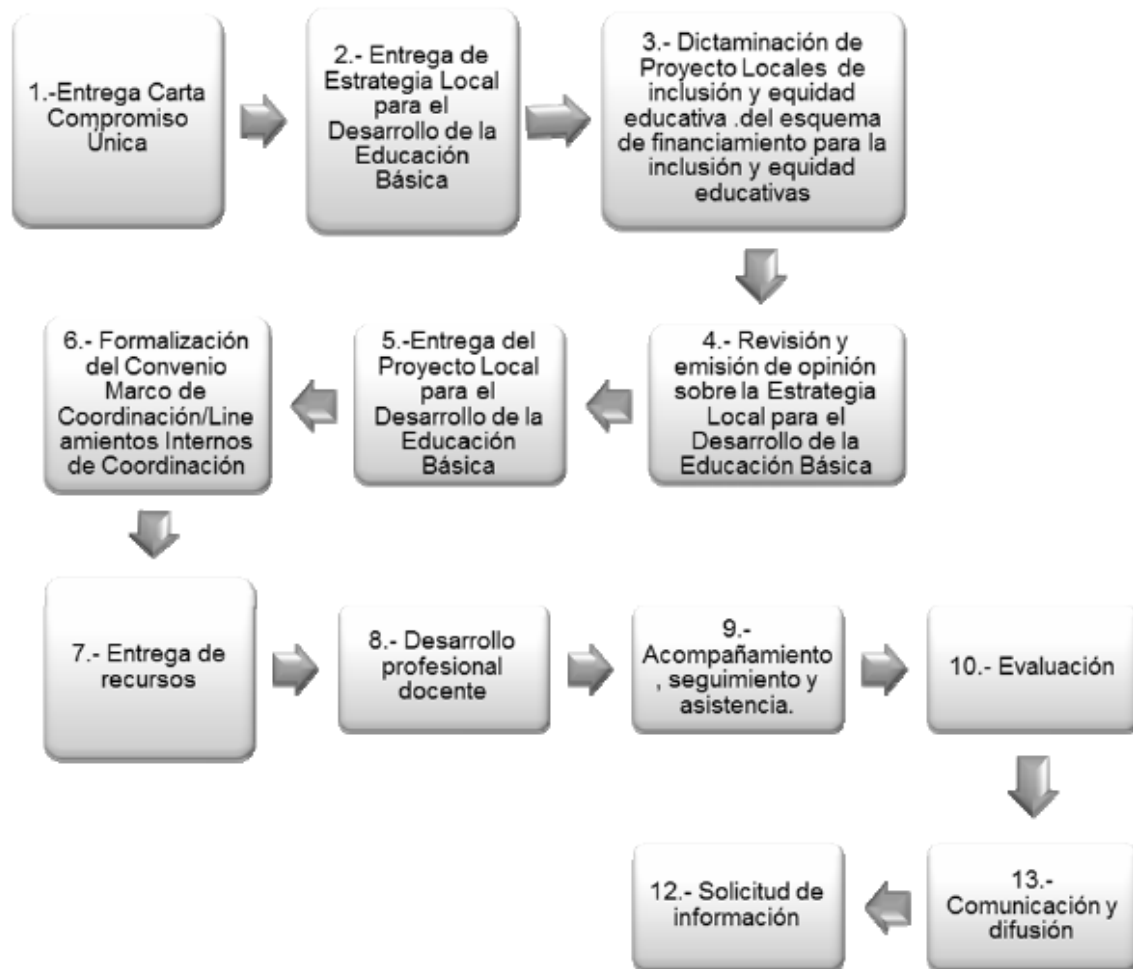 1.-Entrega Carta
Compromiso
Única
2.- Entrega de
Estrategia Local
para el
Desarrollo de la
Educación
Básica
3.- Dictaminación de
Proyecto Locales de
inclusión y equidad
educativa .del esquema
de financiamiento para la
inclusión y equidad
educativas
4.- Revisión y
emisión de opinión
sobre la Estrategia
Local para el
Desarrollo de la
Educación Básica
5.-Entrega del
Proyecto Local
para el
Desarrollo de la
Educación
Básica
6.- Formalización
del Convenio
Marco de
Coordinación/Line
amientos Internos
de Coordinación
7.- Entrega de
recursos
8.- Desarrollo
profesional
docente
9.-
Acompañamiento
, seguimiento y
asistencia.
10.- Evaluación
13.-
Comunicación y
difusión
12.- Solicitud de
información